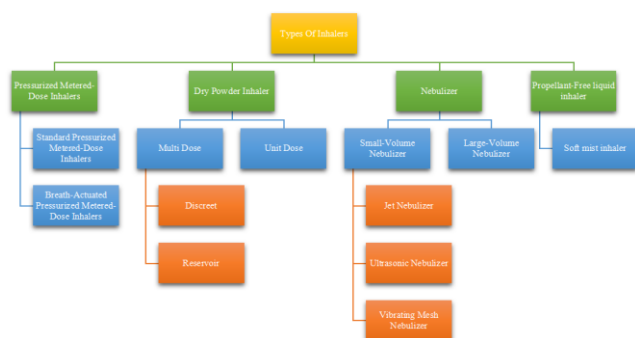 Types Of Inhalers
Pressurized Metered-
Dose Inhalers
Dry Powder Inhaler
Nebulizer
Propellant-Free liquid
inhaler
Standard Pressurized
Metered-Dose
Inhalers
Breath-Actuated
Pressurized Metered-
Dose Inhalers
Multi Dose
Unit Dose
Discreet
Reservoir
Small-Volume
Nebulizer
Large-Volume
Nebulizer
Jet Nebulizer
Ultrasonic Nebulizer
Vibrating Mesh
Nebulizer
Soft mist inhaler